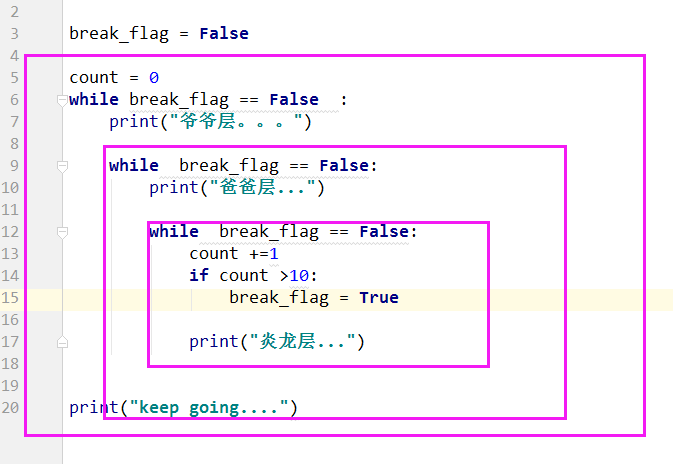 2
3 break_flag = False
4
5 count = 0
6 while break_flag == False  :
7     print("爷爷层。。。")
8
9     while  break_flag == False:
10         print("爸爸层...")
11
12         while  break_flag == False:
13             count +=1
14             if count >10:
15                 break_flag = True
16
17             print("炎龙层...")
18
19
20 print("keep going....")